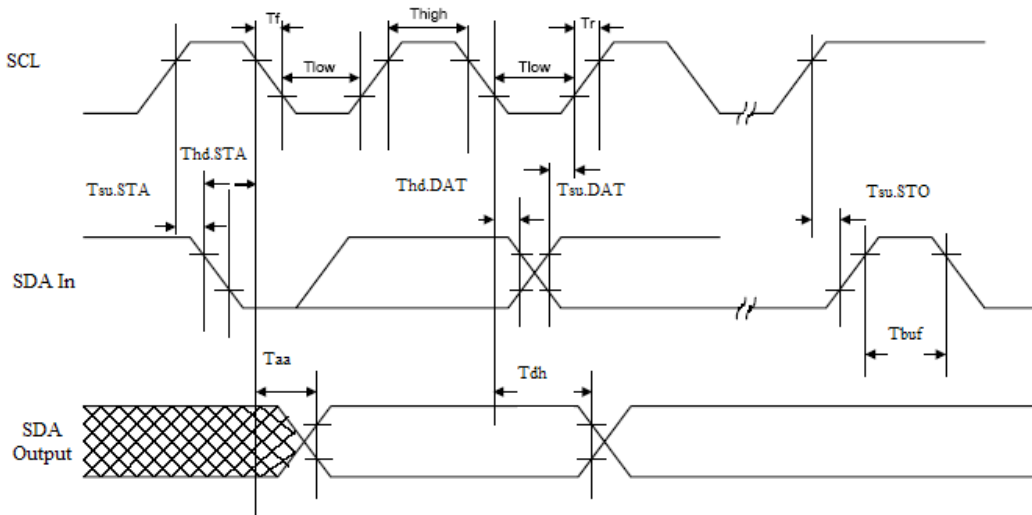 Tf
Thigh
Tr
SCL
Tlow
Tlow
Thd.STA
Tsu.STA
Thd.DAT
Tsu.DAT
Tsu.STO
SDA In
Tbuf
Taa
Tdh
SDA
Output